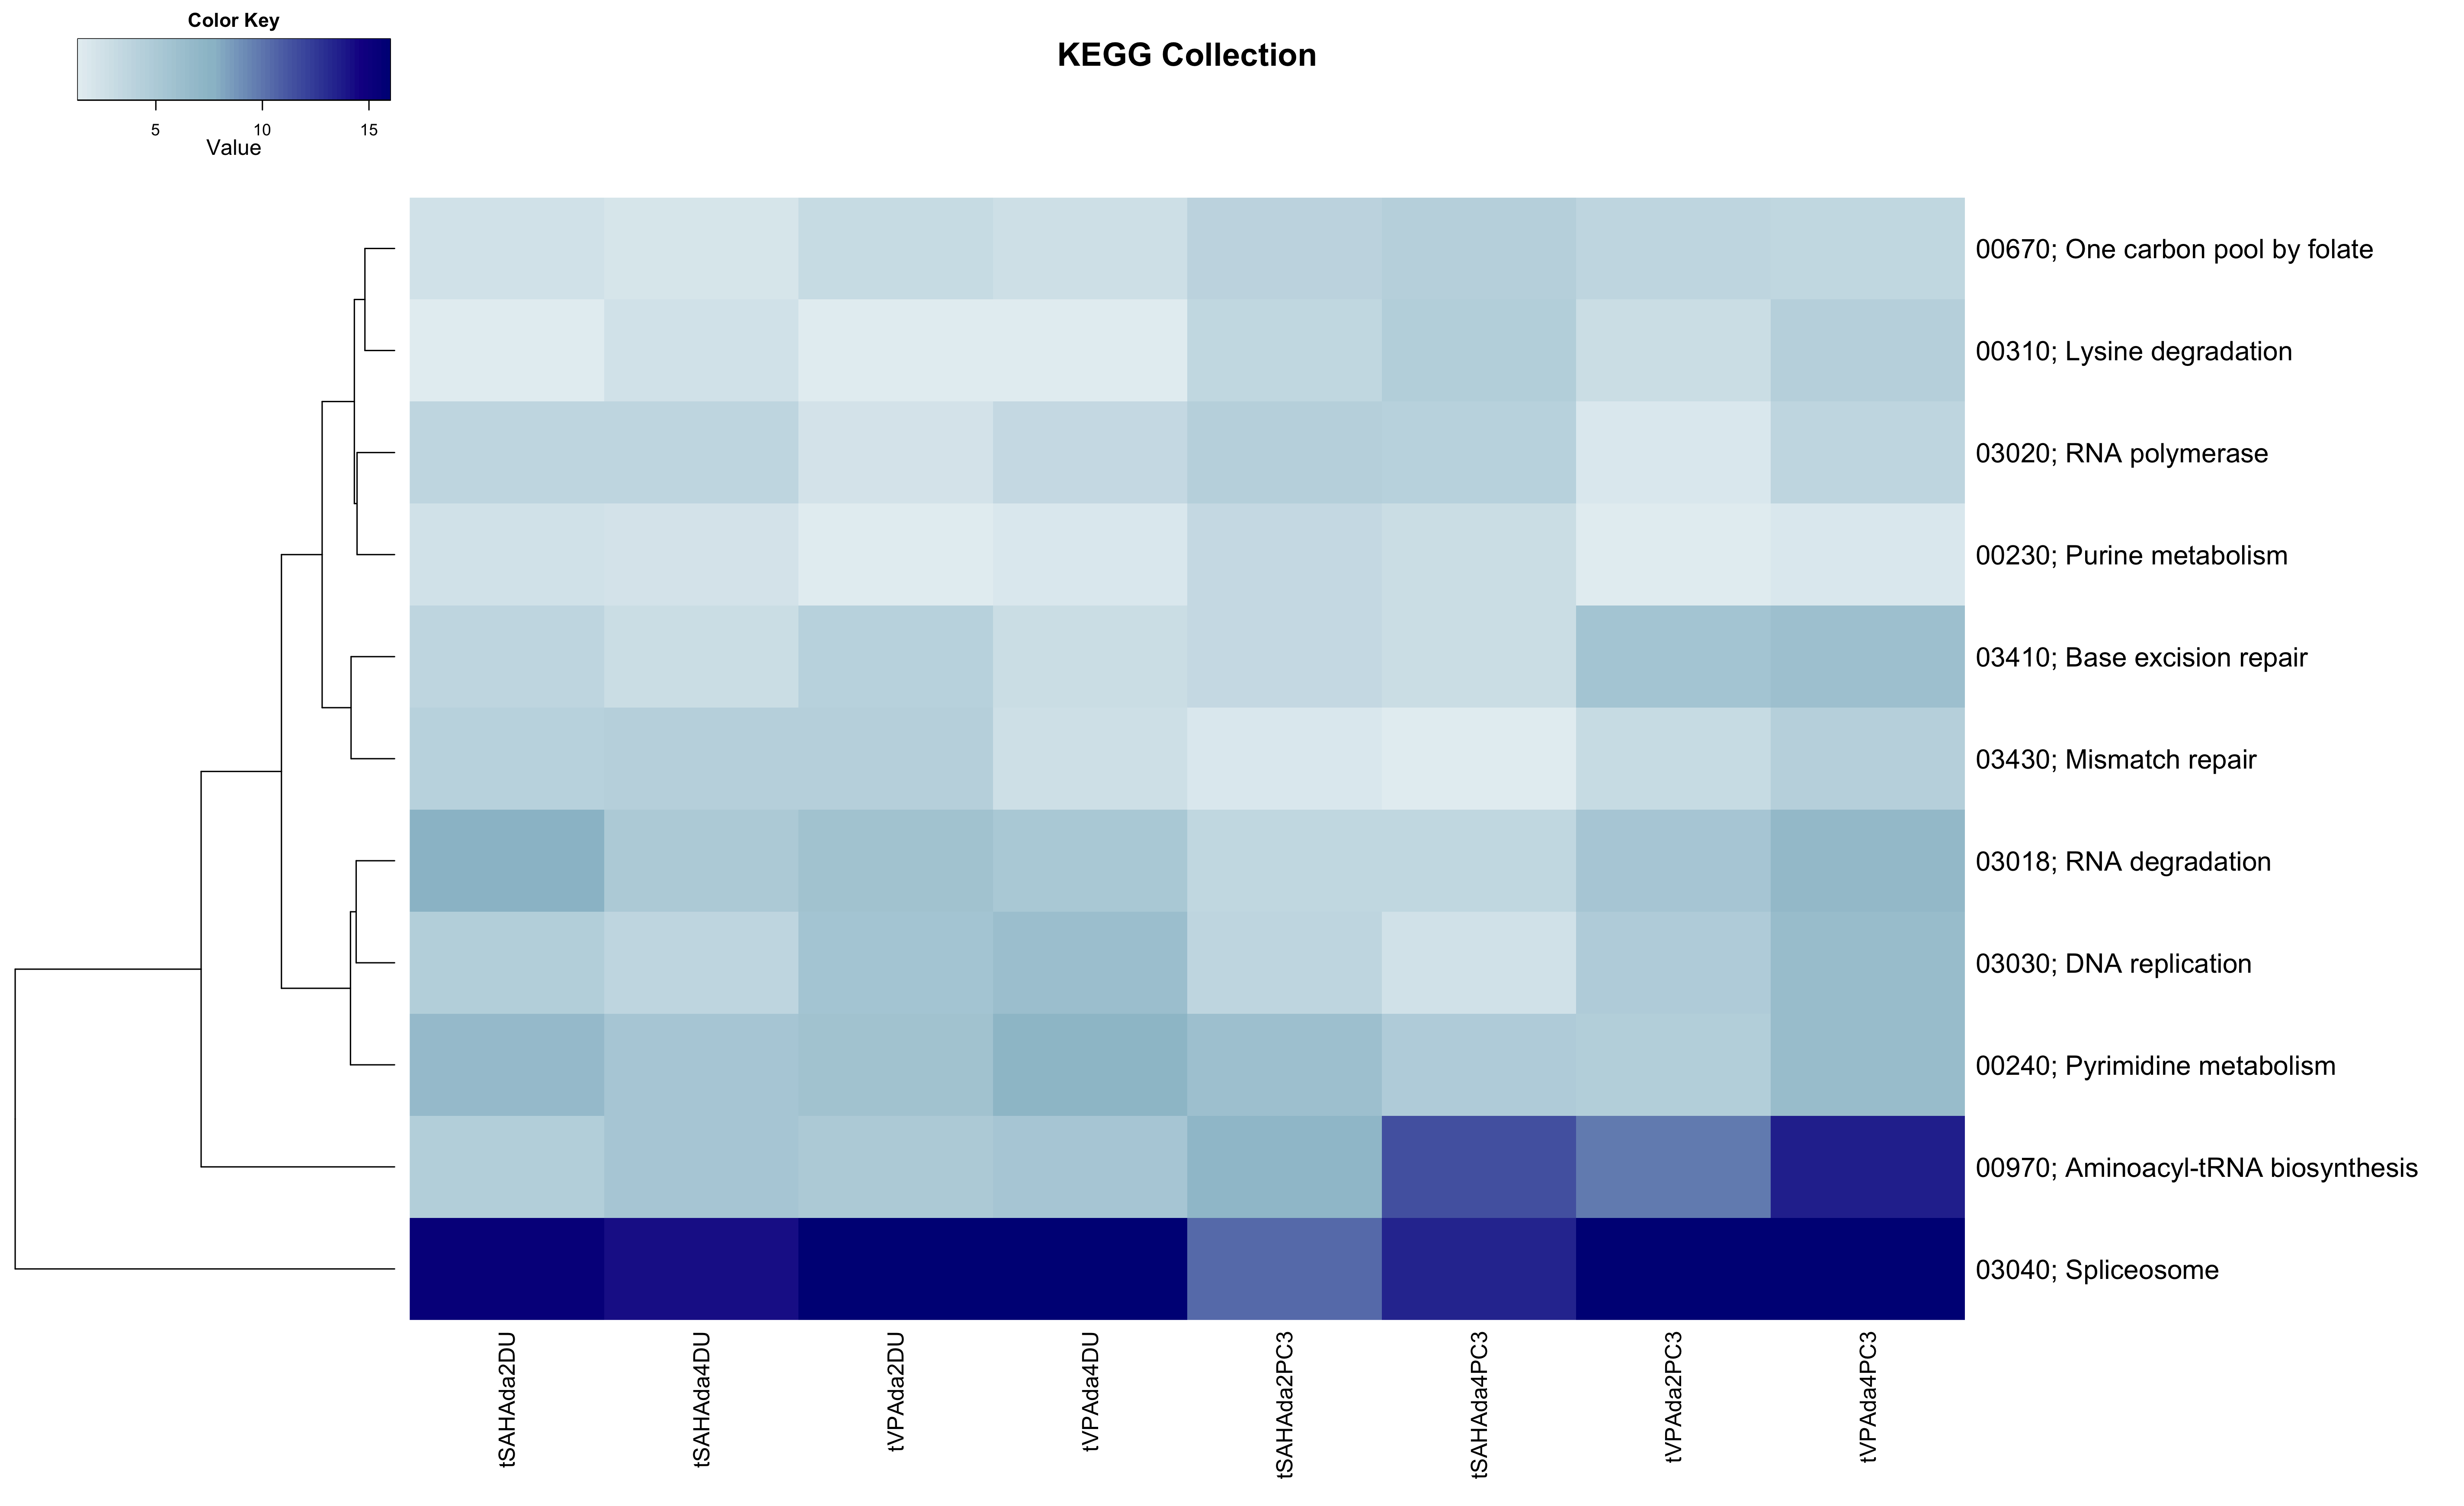 Color Key
5 10 15
Value
KEGG Collection
00670; One carbon pool by folate
00310; Lysine degradation
03020; RNA polymerase
00230; Purine metabolism
03410; Base excision repair
03430; Mismatch repair
03018; RNA degradation
03030; DNA replication
00240; Pyrimidine metabolism
00970; Aminoacyl-tRNA biosynthesis
03040; Spliceosome
tSAHAda2DU
tSAHAda4DU
tVPAda2DU
tVPAda4DU
tSAHAda2PC3
tSAHAda4PC3
tVPAda2PC3
tVPAda4PC3